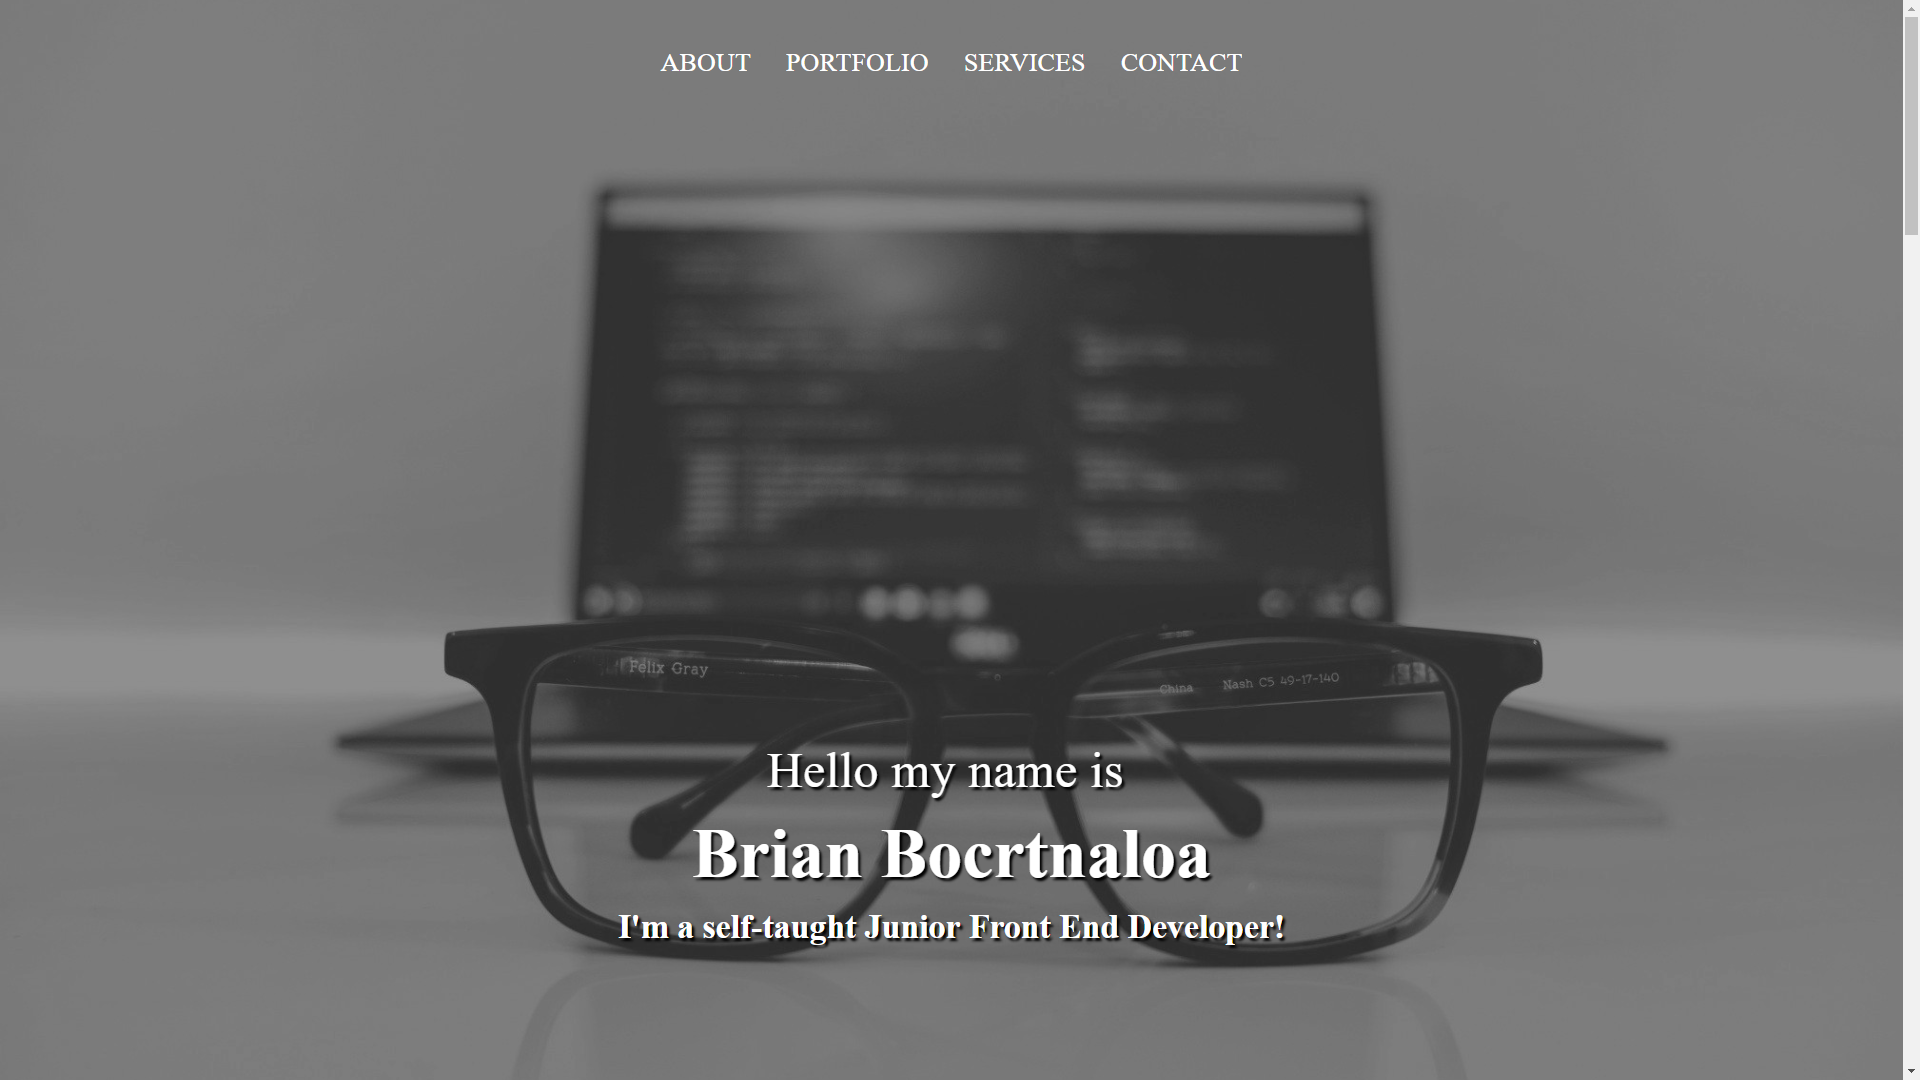 ABOUT PORTFOLIO SERVICES CONTACT
Felix Gray
China Nash C5 49-17-140
Hello my name is
Brian Bocrtnaloa
I'm a self-taught Junior Front End Developer!